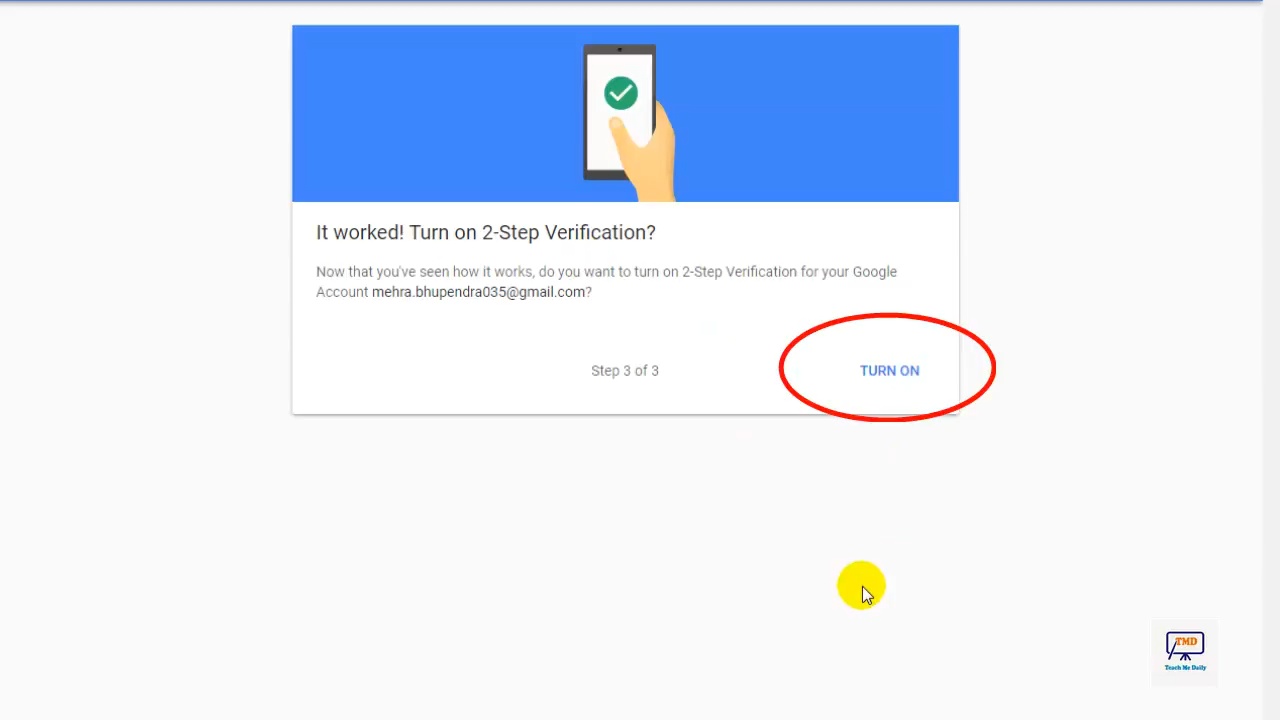 It worked! Turn on 2-Step Verification?
Now that you've seen how it works, do you want to turn on 2-Step Verification for your Google
Account mehra.bhupendra035@gmail.com?
Step 3 of 3
TURN ON
TMD
Teach Me Daily